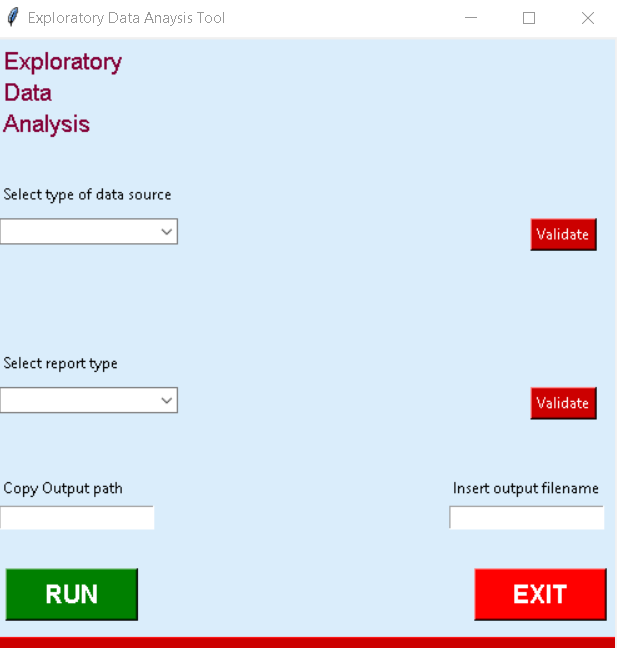 Exploratory Data Anaysis Tool
Exploratory
Data
Analysis
Select type of data source
Validate
Select report type
Validate
Copy Output path
Insert output filename
RUN
EXIT